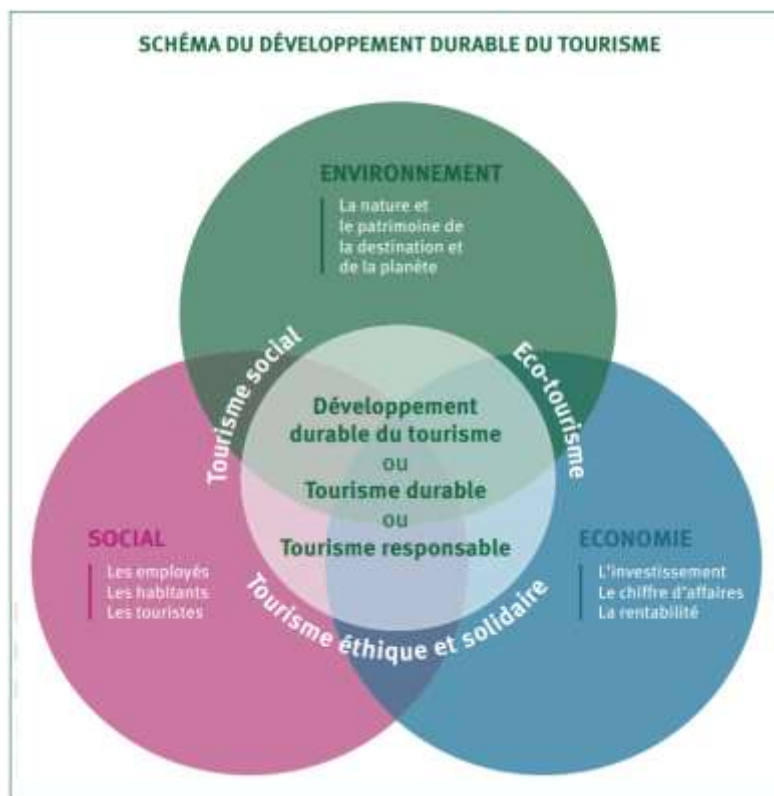 SCHÉMA DU DÉVELOPPEMENT DURABLE DU TOURISME
ENVIRONNEMENT
La nature et
le patrimoine de
la destination et
de la planète
Tourisme social
Eco-tourisme
Développement
durable du tourisme
ou
Tourisme durable
ou
Tourisme responsable
SOCIAL
Les employés
Les habitants
Les touristes
ECONOMIE
L'investissement
Le chiffre d'affaires
La rentabilité
Tourisme éthique et solidaire